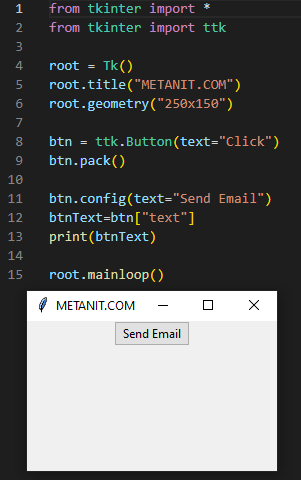 1 from tkinter import *
2 from tkinter import ttk
3
4 root = Tk()
5 root.title("METANIT.COM")
6 root.geometry("250x150")
7
8 btn = ttk.Button(text="Click")
9 btn.pack()
10
11 btn.config(text="Send Email")
12 btnText=btn["text"]
13 print(btnText)
14
15 root.mainloop()
METANIT.COM
Send Email